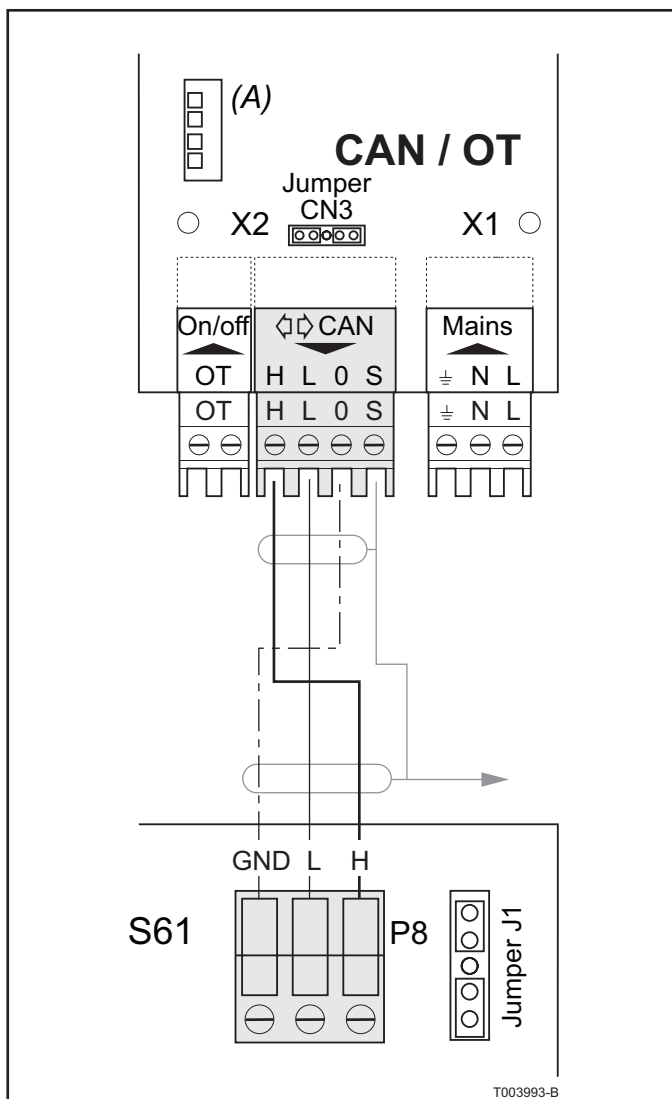 (A)
CAN / OT
Jumper
CN3
X2
X1
On/off
CAN
Mains
OT
H L 0 S
N L
OT
H L 0 S
N L
GND L H
S61
P8
Jumper J1
T003993-B